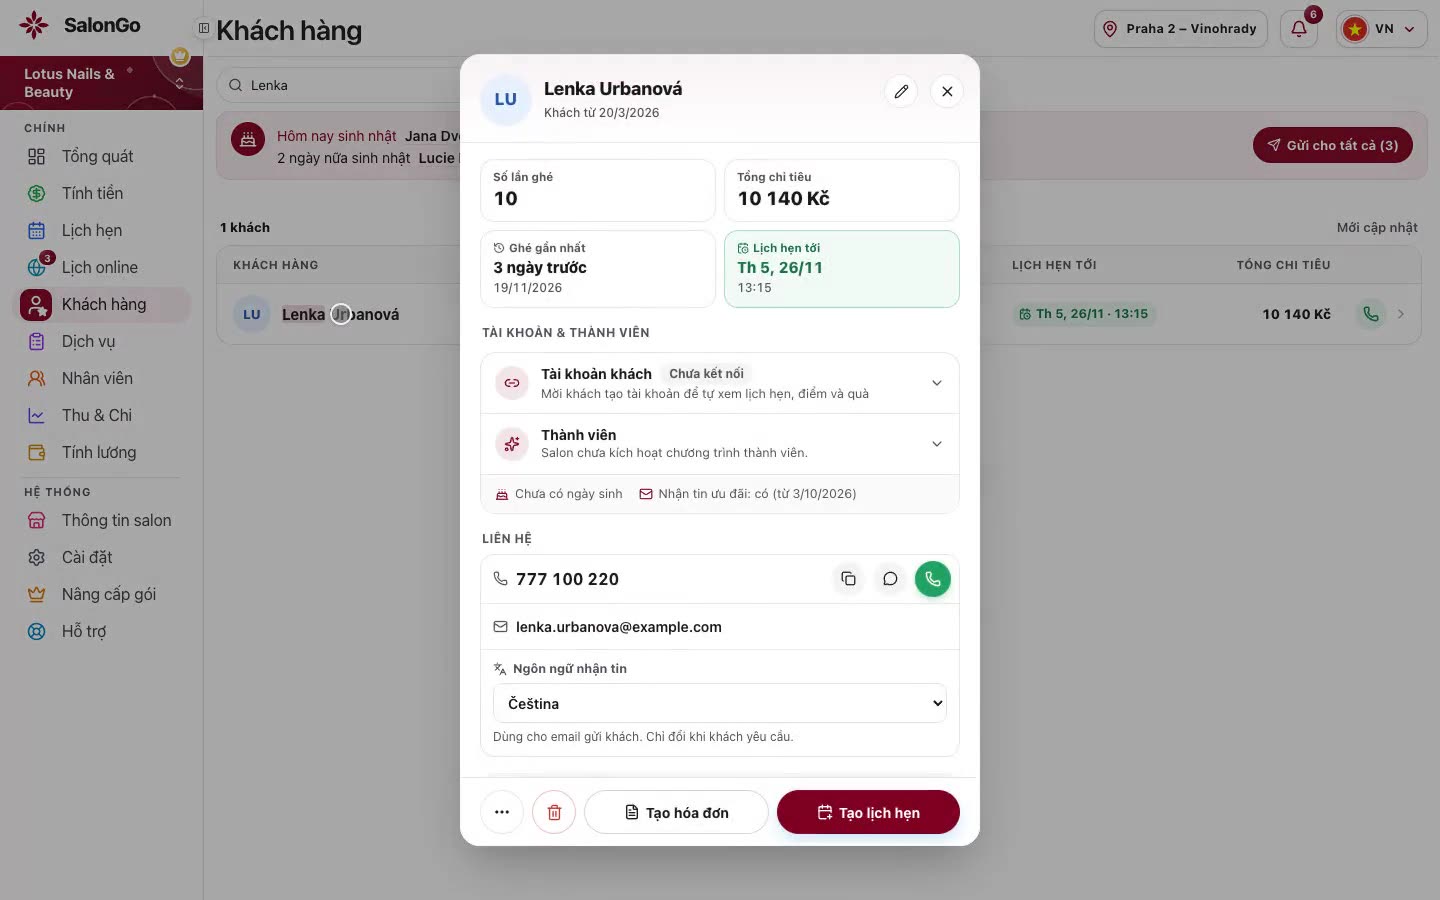 SalonGo
Khách hàng
Praha 2 – Vinohrady
6
VN
Lotus Nails &
Beauty
Lenka
CHÍNH
Tổng quát
Tính tiền
Lịch hẹn
3
Lịch online
Khách hàng
Dịch vụ
Nhân viên
Thu & Chi
Tính lương
HỆ THỐNG
Thông tin salon
Cài đặt
Nâng cấp gói
Hỗ trợ
Hôm nay sinh nhật Jana
2 ngày nữa sinh nhật Lucie
Gửi cho tất cả (3)
1 khách
Mới cập nhật
KHÁCH HÀNG
LỊCH HẸN TỚI
TỔNG CHI TIÊU
LU
Lenka Urbanová
Th 5, 26/11 · 13:15
10 140 Kč
LU
Lenka Urbanová
Khách từ 20/3/2026
Số lần ghé
10
Tổng chi tiêu
10 140 Kč
Ghé gần nhất
3 ngày trước
19/11/2026
Lịch hẹn tới
Th 5, 26/11
13:15
TÀI KHOẢN & THÀNH VIÊN
Tài khoản khách Chưa kết nối
Mời khách tạo tài khoản để tự xem lịch hẹn, điểm và quà
Thành viên
Salon chưa kích hoạt chương trình thành viên.
Chưa có ngày sinh Nhận tin ưu đãi: có (từ 3/10/2026)
LIÊN HỆ
777 100 220
lenka.urbanova@example.com
Ngôn ngữ nhận tin
Čeština
Dùng cho email gửi khách. Chỉ đổi khi khách yêu cầu.
Tạo hóa đơn
Tạo lịch hẹn